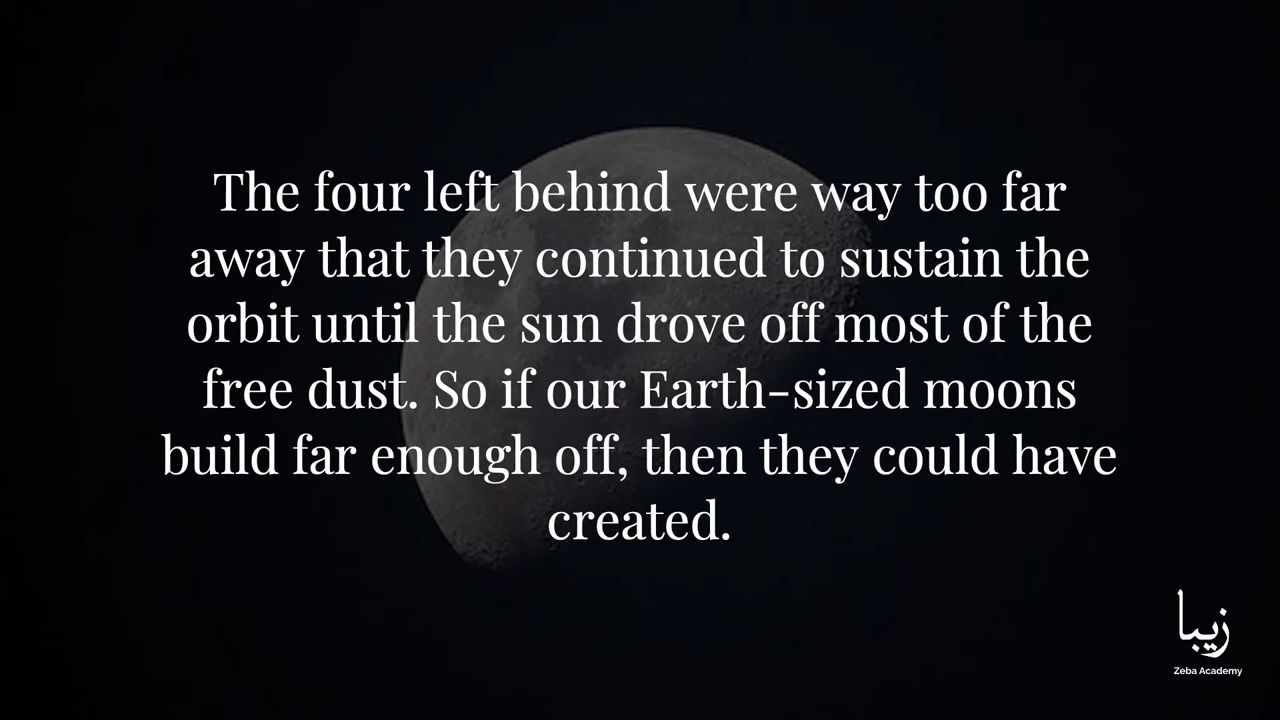 The four left behind were way too far
away that they continued to sustain the
orbit until the sun drove off most of the
free dust. So if our Earth-sized moons
build far enough off, then they could have
created.
زیبا
Zeba Academy